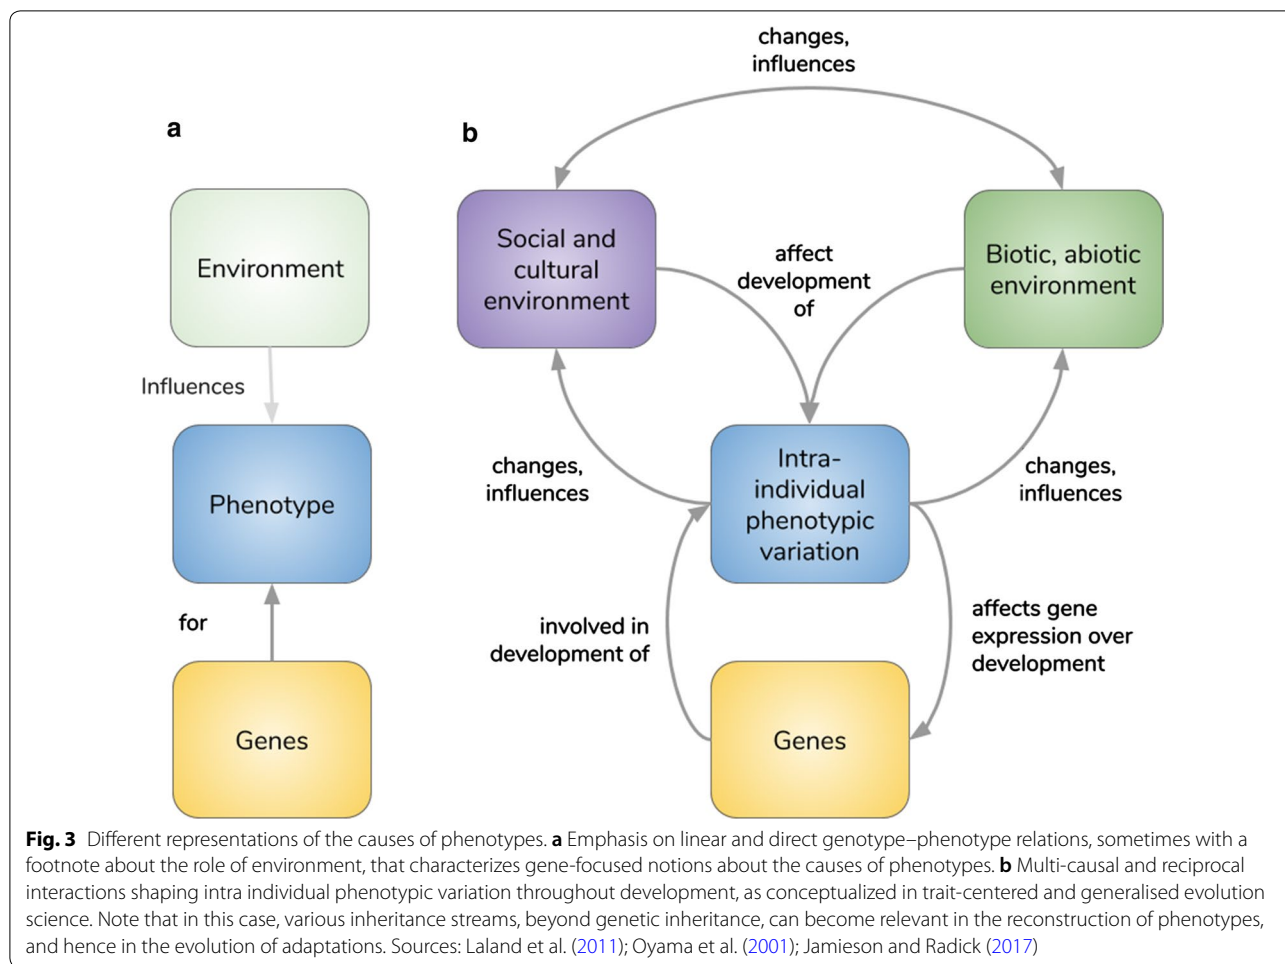 a
Environment
Influences
Phenotype
for
Genes
b
changes,
influences
Social and
cultural
environment
affect
development
of
Biotic, abiotic
environment
changes,
influences
Intra-
individual
phenotypic
variation
changes,
influences
involved in
development of
affects gene
expression over
development
Genes
Fig. 3 Different representations of the causes of phenotypes. a Emphasis on linear and direct genotype–phenotype relations, sometimes with a
footnote about the role of environment, that characterizes gene-focused notions about the causes of phenotypes. b Multi-causal and reciprocal
interactions shaping intra individual phenotypic variation throughout development, as conceptualized in trait-centered and generalised evolution
science. Note that in this case, various inheritance streams, beyond genetic inheritance, can become relevant in the reconstruction of phenotypes,
and hence in the evolution of adaptations. Sources: Laland et al. (2011); Oyama et al. (2001); Jamieson and Radick (2017)